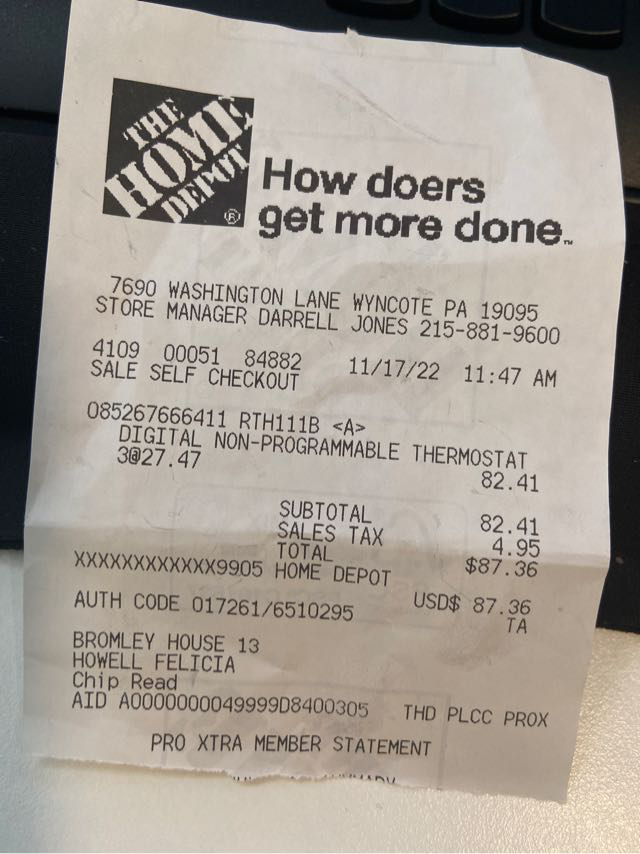 THE
HOME
DEPOT
®
How doers
get more done™
7690 WASHINGTON LANE WYNCOTE PA 19095
STORE MANAGER DARRELL JONES 215-881-9600
4109 00051 84882 11/17/22 11:47 AM
SALE SELF CHECKOUT
085267666411 RTH111B <A>
DIGITAL NON-PROGRAMMABLE THERMOSTAT
3@27.47 82.41
SUBTOTAL 82.41
SALES TAX 4.95
TOTAL $87.36
XXXXXXXXXXXX9905 HOME DEPOT
USD$ 87.36
AUTH CODE 017261/6510295 TA
BROMLEY HOUSE 13
HOWELL FELICIA
Chip Read
AID A0000000049999D8400305 THD PLCC PROX
PRO XTRA MEMBER STATEMENT